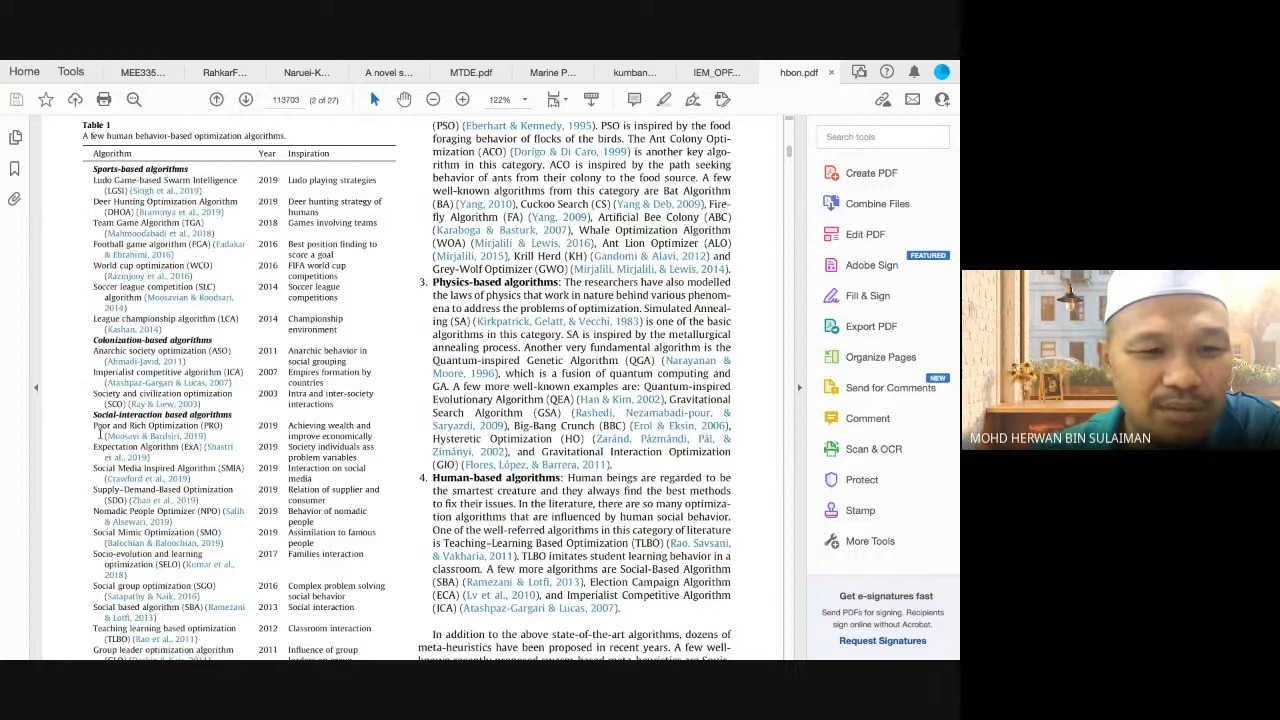 Home
Tools
MEE335...
RahkarF...
Naruei-K...
A novel s...
MTDE.pdf
Marine P...
kumban...
IEM_OPF...
hbon.pdf
113703
(2 of 27)
122%
Table 1
A few human behavior-based optimization algorithms.
Algorithm Year Inspiration
Sports-based algorithms
Ludo Game-based Swarm Intelligence 2019 Ludo playing strategies
(LGSI) (Singh et al., 2019)
Deer Hunting Optimization Algorithm 2019 Deer hunting strategy of
(DHOA) (Brammya et al., 2019) humans
Team Game Algorithm (TGA) 2018 Games involving teams
(Mahmoodabadi et al., 2018)
Football game algorithm (FGA) (Fadakar 2016 Best position finding to
& Ebrahimi, 2016) score a goal
World cup optimization (WCO) 2016 FIFA world cup
(Razmjooy et al., 2016) competitions
Soccer league competition (SLC) 2014 Soccer league
algorithm (Moosavian & Roodsari, competitions
2014)
League championship algorithm (LCA) 2014 Championship
(Kashan, 2014) environment
Colonization-based algorithms
Anarchic society optimization (ASO) 2011 Anarchic behavior in
(Ahmadi-Javid, 2011) social grouping
Imperialist competitive algorithm (ICA) 2007 Empires formation by
(Atashpaz-Gargari & Lucas, 2007) countries
Society and civilization optimization 2003 Intra and inter-society
(SCO) (Ray & Liew, 2003) interactions
Social-interaction based algorithms
Poor and Rich Optimization (PRO) 2019 Achieving wealth and
(Moosavi & Bardsiri, 2019) improve economically
Expectation Algorithm (ExA) (Shastri 2019 Society individuals ass
et al., 2019) problem variables
Social Media Inspired Algorithm (SMIA) 2019 Interaction on social
(Crawford et al., 2019) media
Supply–Demand-Based Optimization 2019 Relation of supplier and
(SDO) (Zhao et al., 2019) consumer
Nomadic People Optimizer (NPO) (Salih 2019 Behavior of nomadic
& Alsewari, 2019) people
Social Mimic Optimization (SMO) 2019 Assimilation to famous
(Balochian & Baloochian, 2019) people
Socio-evolution and learning 2017 Families interaction
optimization (SELO) (Kumar et al.,
2018)
Social group optimization (SGO) 2016 Complex problem solving
(Satapathy & Naik, 2016) social behavior
Social based algorithm (SBA) (Ramezani 2013 Social interaction
& Lotfi, 2013)
Teaching learning based optimization 2012 Classroom interaction
(TLBO) (Rao et al., 2011)
Group leader optimization algorithm 2011 Influence of group
(PSO) (Eberhart & Kennedy, 1995). PSO is inspired by the food
foraging behavior of flocks of the birds. The Ant Colony Opti-
mization (ACO) (Dorigo & Di Caro, 1999) is another key algo-
rithm in this category. ACO is inspired by the path seeking
behavior of ants from their colony to the food source. A few
well-known algorithms from this category are Bat Algorithm
(BA) (Yang, 2010), Cuckoo Search (CS) (Yang & Deb, 2009), Fire-
fly Algorithm (FA) (Yang, 2009), Artificial Bee Colony (ABC)
(Karaboga & Basturk, 2007), Whale Optimization Algorithm
(WOA) (Mirjalili & Lewis, 2016), Ant Lion Optimizer (ALO)
(Mirjalili, 2015), Krill Herd (KH) (Gandomi & Alavi, 2012) and
Grey-Wolf Optimizer (GWO) (Mirjalili, Mirjalili, & Lewis, 2014).
3. Physics-based algorithms: The researchers have also modelled
the laws of physics that work in nature behind various phenom-
ena to address the problems of optimization. Simulated Anneal-
ing (SA) (Kirkpatrick, Gelatt, & Vecchi, 1983) is one of the basic
algorithms in this category. SA is inspired by the metallurgical
annealing process. Another very fundamental algorithm is the
Quantum-inspired Genetic Algorithm (QGA) (Narayanan &
Moore, 1996), which is a fusion of quantum computing and
GA. A few more well-known examples are: Quantum-inspired
Evolutionary Algorithm (QEA) (Han & Kim, 2002), Gravitational
Search Algorithm (GSA) (Rashedi, Nezamabadi-pour, &
Saryazdi, 2009), Big-Bang Crunch (BBC) (Erol & Eksin, 2006),
Hysteretic Optimization (HO) (Zaránd, Pázmándi, Pál, &
Zimányi, 2002), and Gravitational Interaction Optimization
(GIO) (Flores, López, & Barrera, 2011).
4. Human-based algorithms: Human beings are regarded to be
the smartest creature and they always find the best methods
to fix their issues. In the literature, there are so many optimiza-
tion algorithms that are influenced by human social behavior.
One of the well-referred algorithms in this category of literature
is Teaching–Learning Based Optimization (TLBO) (Rao, Savsani,
& Vakharia, 2011). TLBO imitates student learning behavior in a
classroom. A few more algorithms are Social-Based Algorithm
(SBA) (Ramezani & Lotfi, 2013), Election Campaign Algorithm
(ECA) (Lv et al., 2010), and Imperialist Competitive Algorithm
(ICA) (Atashpaz-Gargari & Lucas, 2007).
In addition to the above state-of-the-art algorithms, dozens of
meta-heuristics have been proposed in recent years. A few well-
Search tools
Create PDF
Combine Files
Edit PDF
FEATURED
Adobe Sign
Fill & Sign
Export PDF
Organize Pages
NEW
Send for Comments
Comment
Scan & OCR
Protect
Stamp
More Tools
Get e-signatures fast
Submit PDFs for signing. Recipients
sign online without Acrobat.
Request Signatures
MOHD HERWAN BIN SULAIMAN